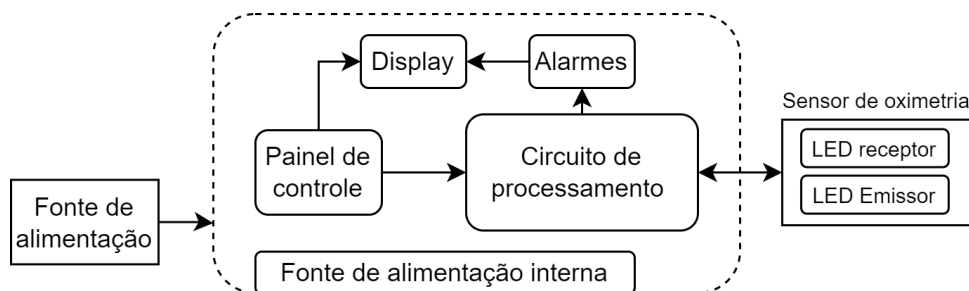 Display
Alarmes
Sensor de oximetria
LED receptor
LED Emissor
Painel de
controle
Circuito de
processamento
Fonte de
alimentação
Fonte de alimentação interna